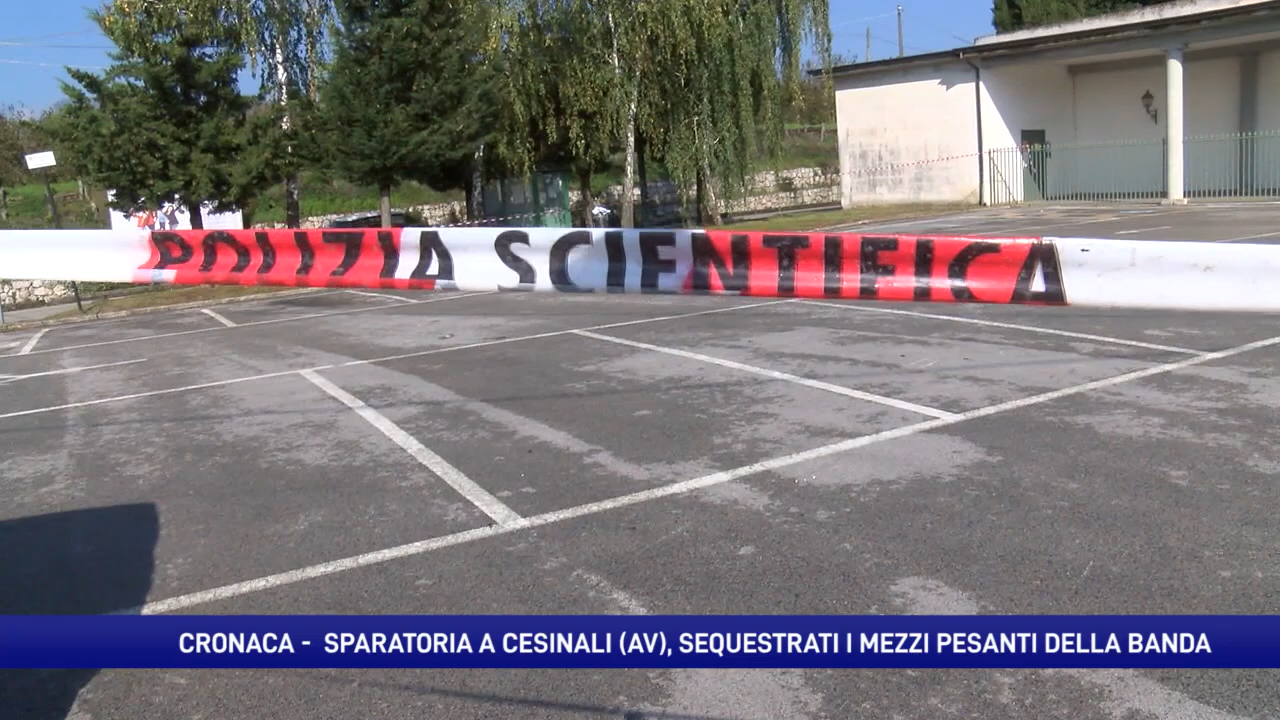 POLIZIA SCIENTIFICA
CRONACA - SPARATORIA A CESINALI (AV), SEQUESTRATI I MEZZI PESANTI DELLA BANDA